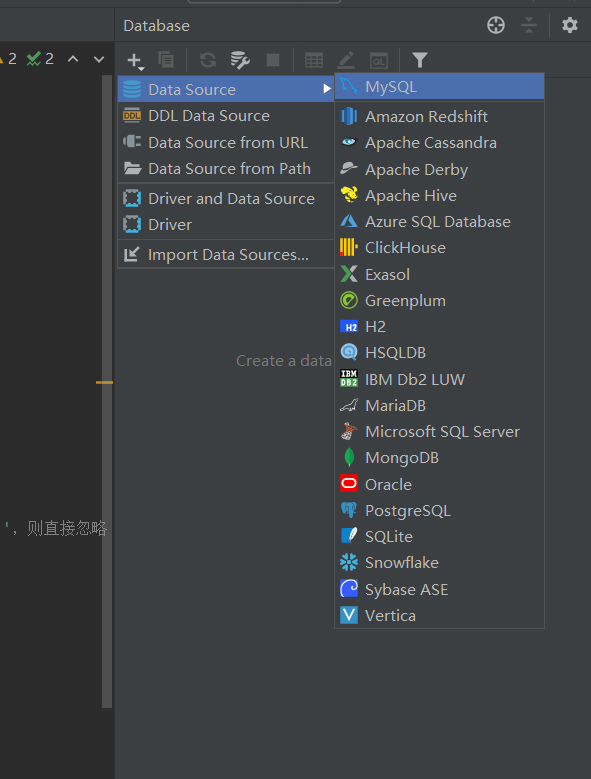 Database
2 2
Data Source
DDL Data Source
Data Source from URL
Data Source from Path
Driver and Data Source
Driver
Import Data Sources...
MySQL
Amazon Redshift
Apache Cassandra
Apache Derby
Apache Hive
Azure SQL Database
ClickHouse
Exasol
Greenplum
H2
HSQLDB
IBM Db2 LUW
MariaDB
Microsoft SQL Server
MongoDB
Oracle
PostgreSQL
SQLite
Snowflake
Sybase ASE
Vertica
Create a data
'，则直接忽略